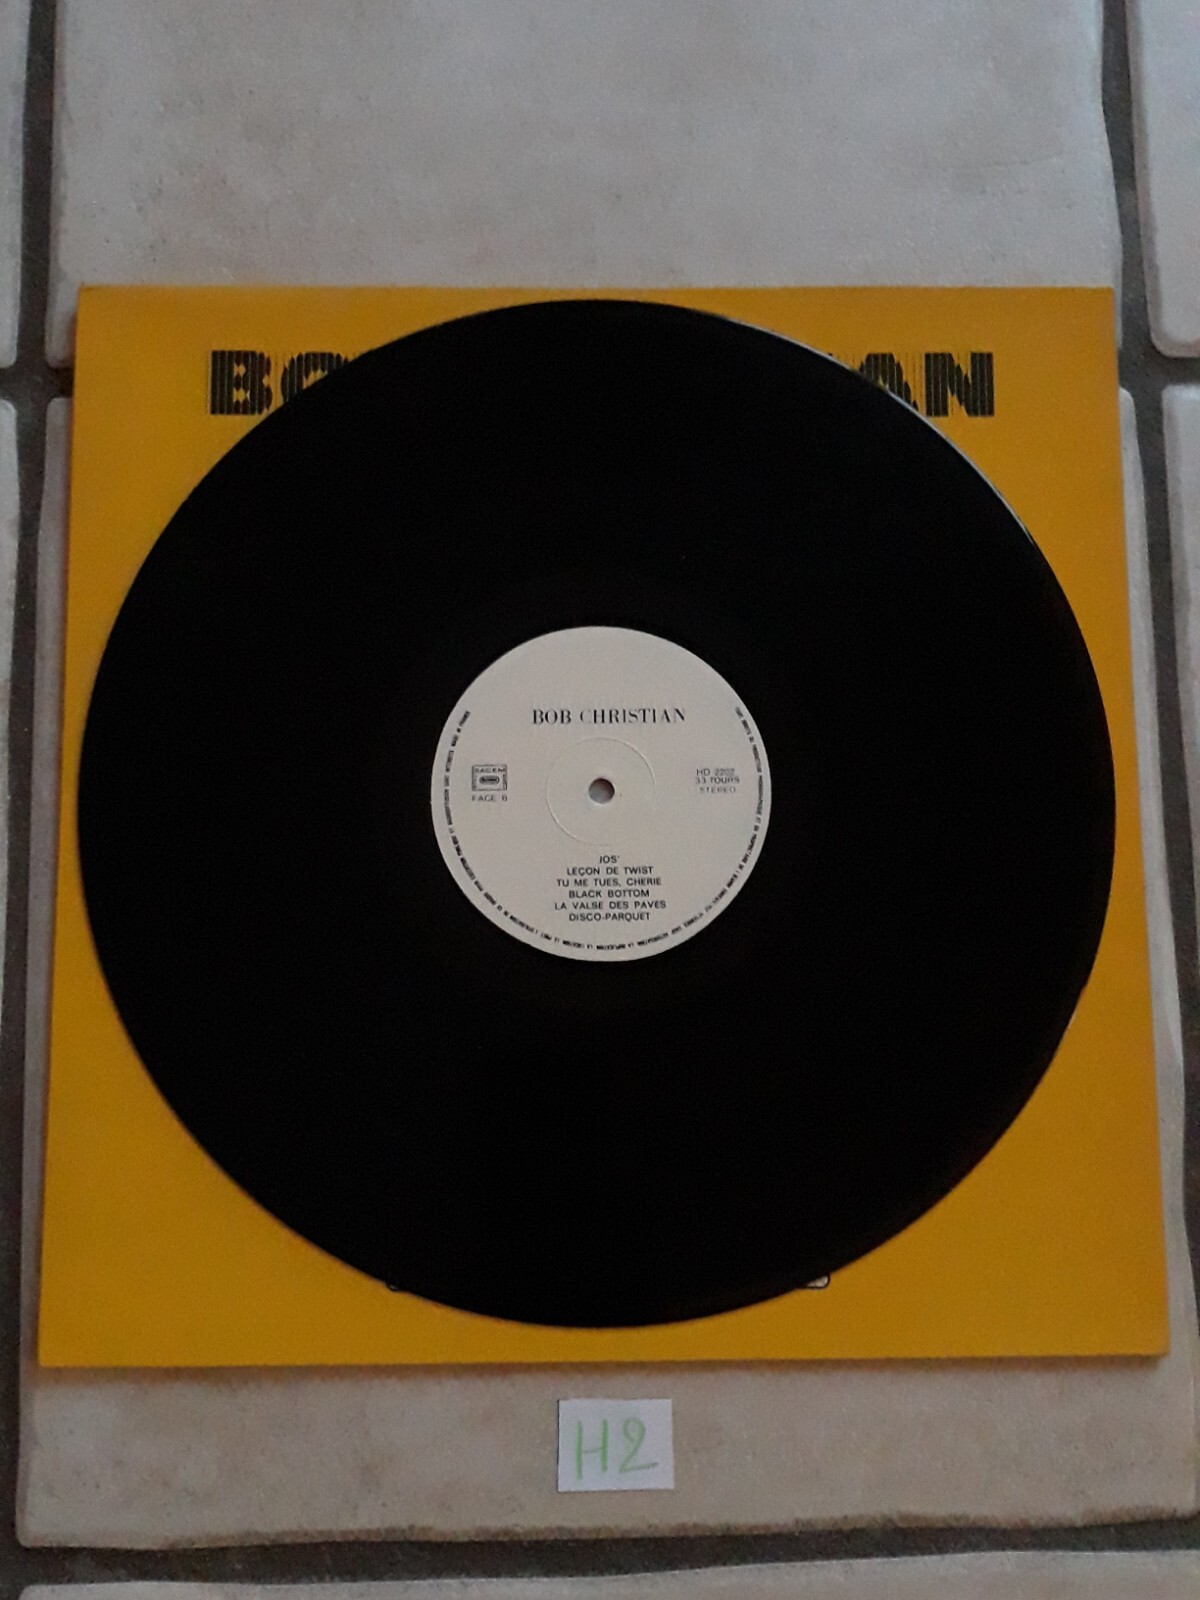 BOB CHRISTIAN
SACEM
FACE B
HD 2202
33 TOURS
STEREO
JOS'
LEÇON DE TWIST
TU ME TUES, CHERIE
BLACK BOTTOM
LA VALSE DES PAVES
DISCO-PARQUET
H2